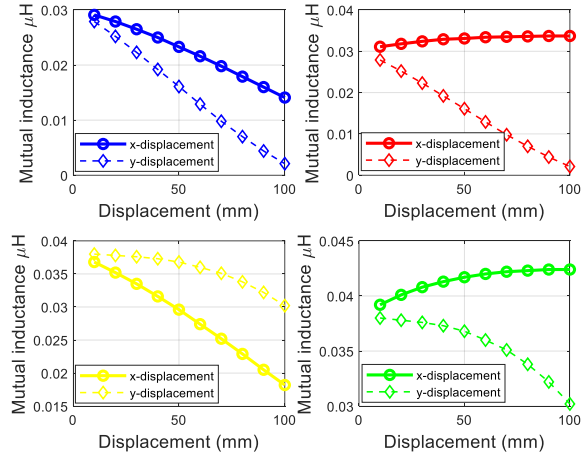 Mutual inductance μH
0.03
0.02
0.01
0
x-displacement
y-displacement
0
50
100
Displacement (mm)
Mutual inductance μH
0.04
0.03
0.02
0.01
0
x-displacement
y-displacement
0
50
100
Displacement (mm)
Mutual inductance μH
0.04
0.035
0.03
0.025
0.02
0.015
x-displacement
y-displacement
0
50
100
Displacement (mm)
Mutual inductance μH
0.045
0.04
0.035
0.03
x-displacement
y-displacement
0
50
100
Displacement (mm)